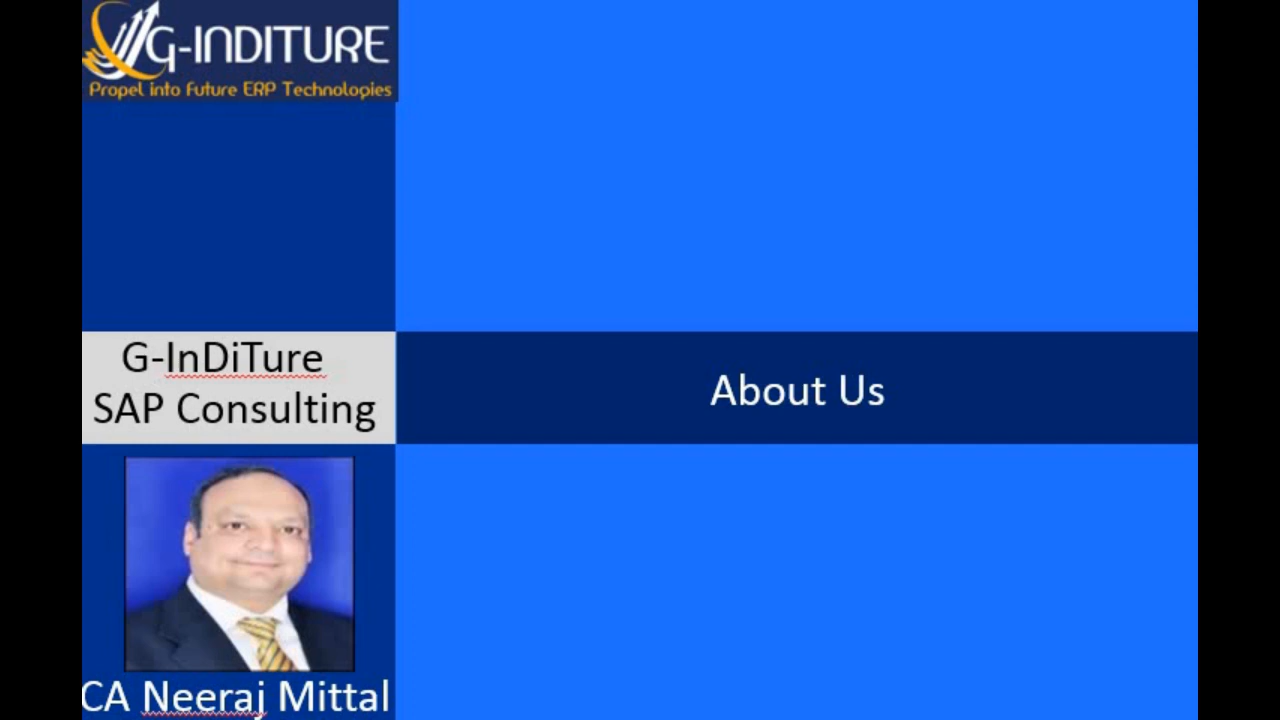 G-INDITURE
Propel into Future ERP Technologies
G-InDiTure
SAP Consulting
About Us
CA Neeraj Mittal